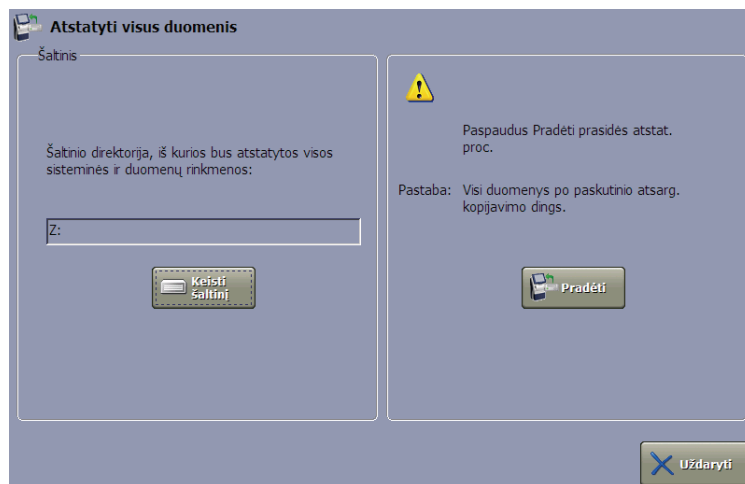 Atstatyti visus duomenis
Šaltinis
Šaltinio direktorija, iš kurios bus atstatytos visos
sisteminės ir duomenų rinkmenos:
Z:
Keisti
šaltinį
Paspaudus Pradėti prasidės atstat.
proc.
Pastaba: Visi duomenys po paskutinio atsarg.
kopijavimo dings.
Pradėti
Uždaryti